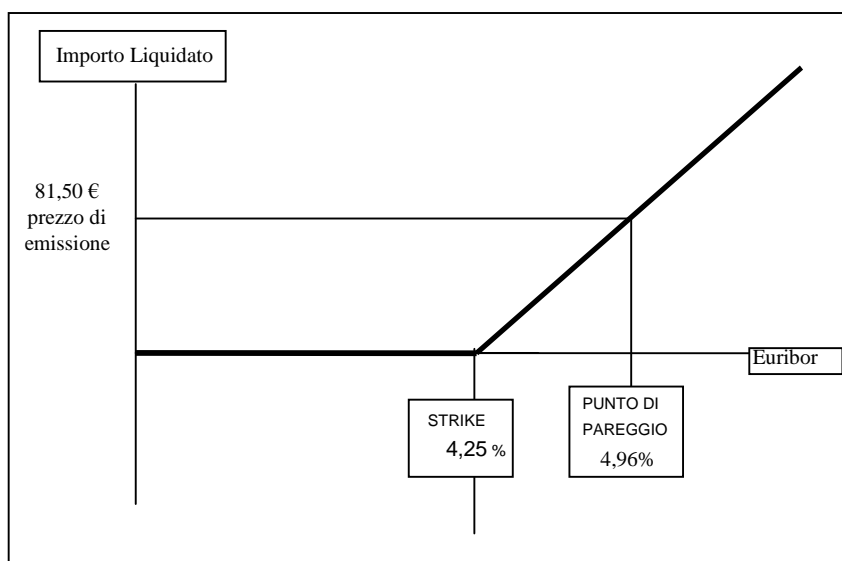 Importo Liquidato
81,50 €
prezzo di
emissione
Euribor
STRIKE
4,25 %
PUNTO DI
PAREGGIO
4,96%